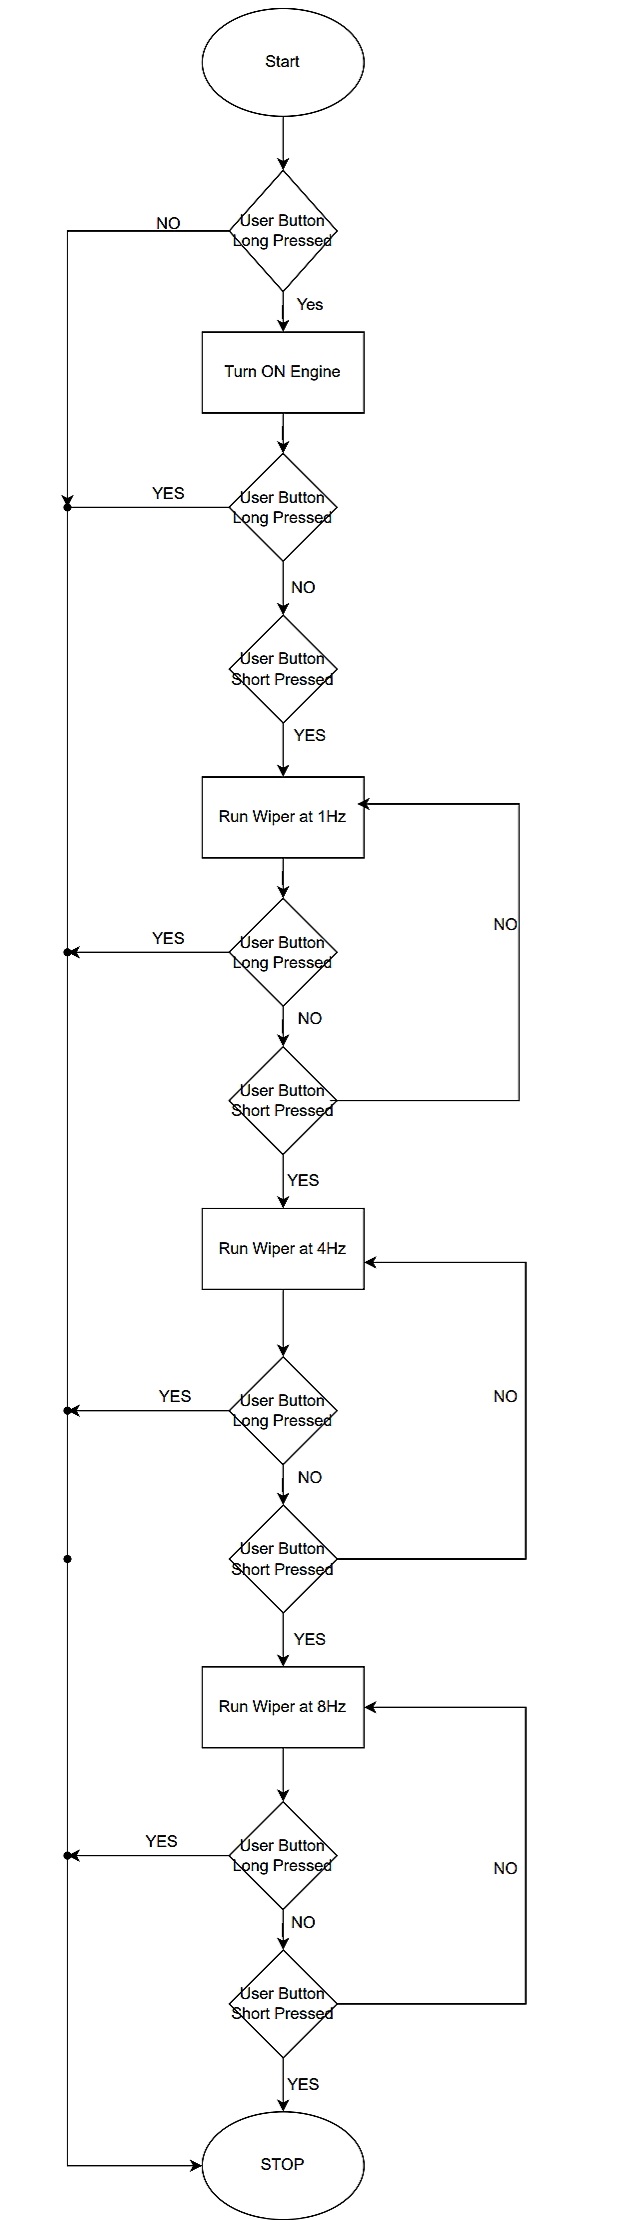 Start
User Button
Long Pressed
NO
Yes
Turn ON Engine
User Button
Long Pressed
YES
NO
User Button
Short Pressed
YES
Run Wiper at 1Hz
User Button
Long Pressed
YES
NO
NO
User Button
Short Pressed
YES
Run Wiper at 4Hz
User Button
Long Pressed
YES
NO
NO
User Button
Short Pressed
YES
Run Wiper at 8Hz
User Button
Long Pressed
YES
NO
NO
User Button
Short Pressed
YES
STOP